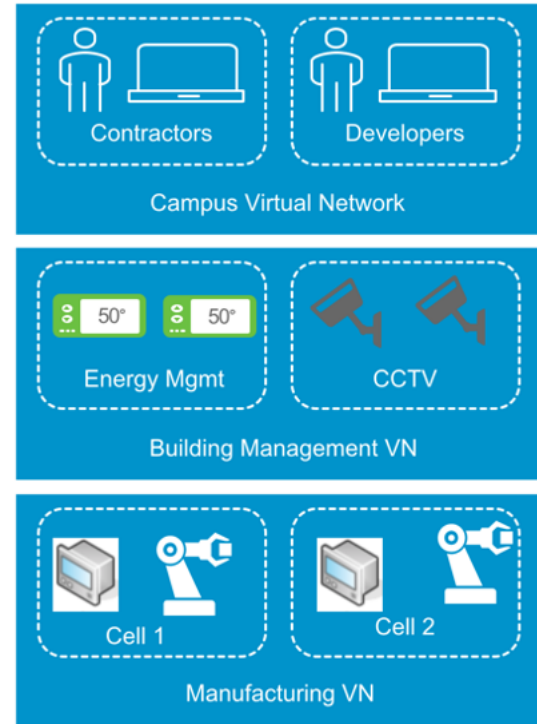 Contractors
Developers
Campus Virtual Network
50°
50°
Energy Mgmt
CCTV
Building Management VN
Cell 1
Cell 2
Manufacturing VN